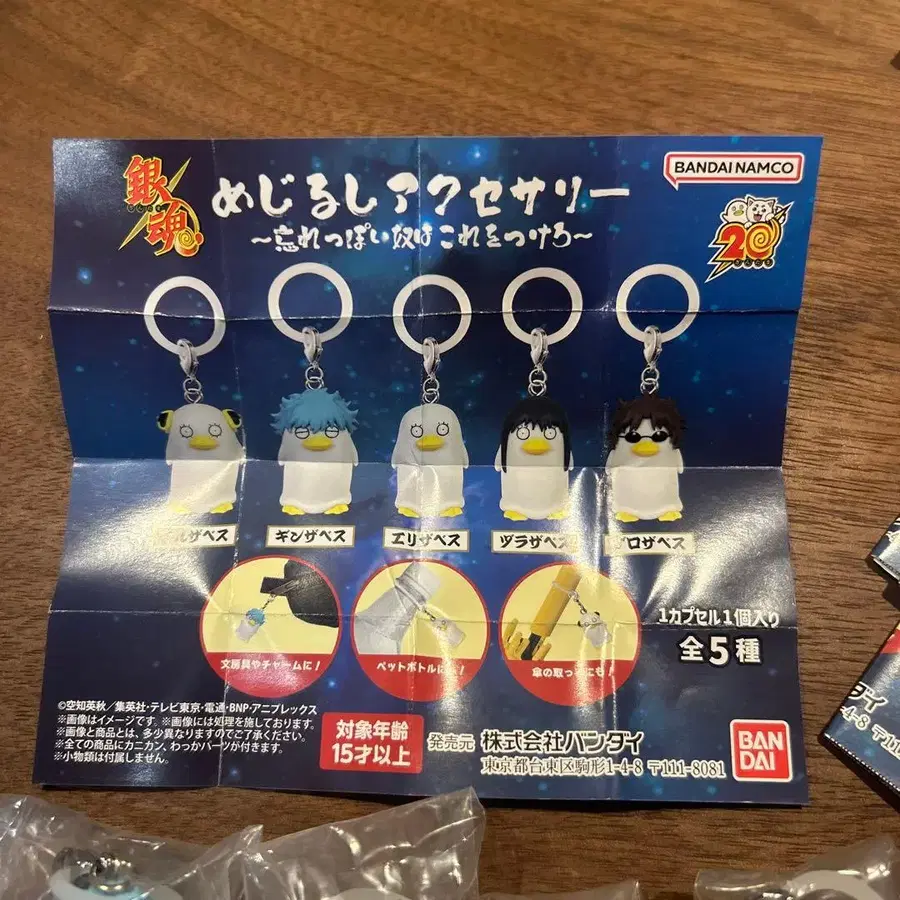 銀魂
めじるしアクセサリー
~忘れっぽい奴はこれをつけろ~
BANDAI NAMCO
20
ギンザベス
エリザベス
ヅラザベス
グロザベス
文房具やチャームに!
ペットボトルに!
傘の取っ手にも!
1カプセル1個入り
全5種
©空知英秋/集英社・テレビ東京・電通・BNP・アニプレックス
※画像はイメージです。※画像には処理を施しております。
※画像と商品とは、多少異なりますのでご了承ください。
※全ての商品にカニカン、わっかパーツが付きます。
※小物類は付属しません。
対象年齢
15才以上
発売元 株式会社バンダイ
東京都台東区駒形1-4-8 〒111-8081
BAN
DAI